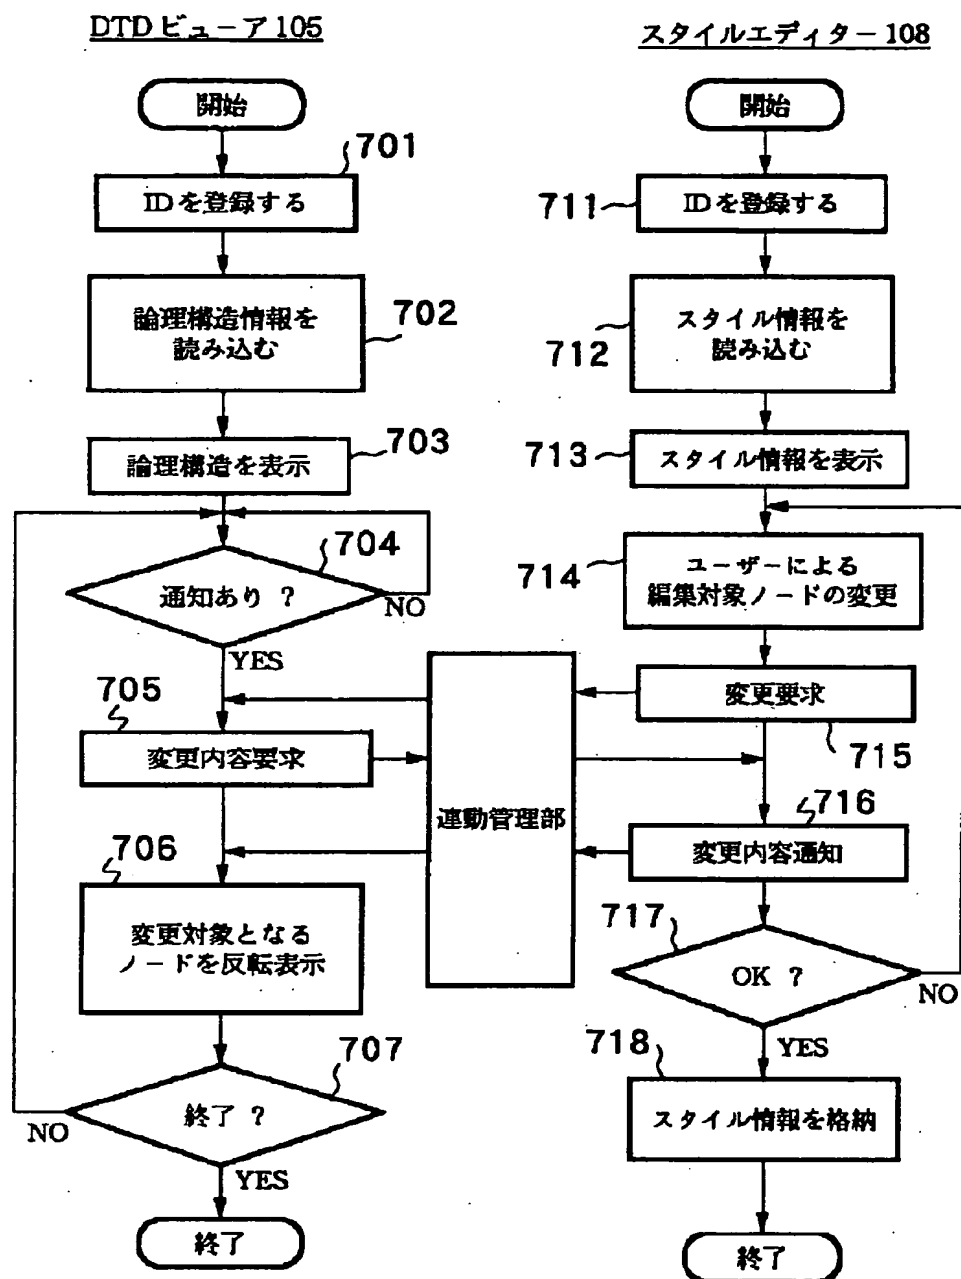 DTDビューア105
開始
701
IDを登録する
702
論理構造情報を
読み込む
703
論理構造を表示
704
通知あり ?
NO
YES
705
変更内容要求
706
変更対象となる
ノードを反転表示
707
終了 ?
NO
YES
終了
連動管理部
スタイルエディター108
開始
711
IDを登録する
712
スタイル情報を
読み込む
713
スタイル情報を表示
714
ユーザーによる
編集対象ノードの変更
変更要求
715
716
変更内容通知
717
OK ?
NO
YES
718
スタイル情報を格納
終了